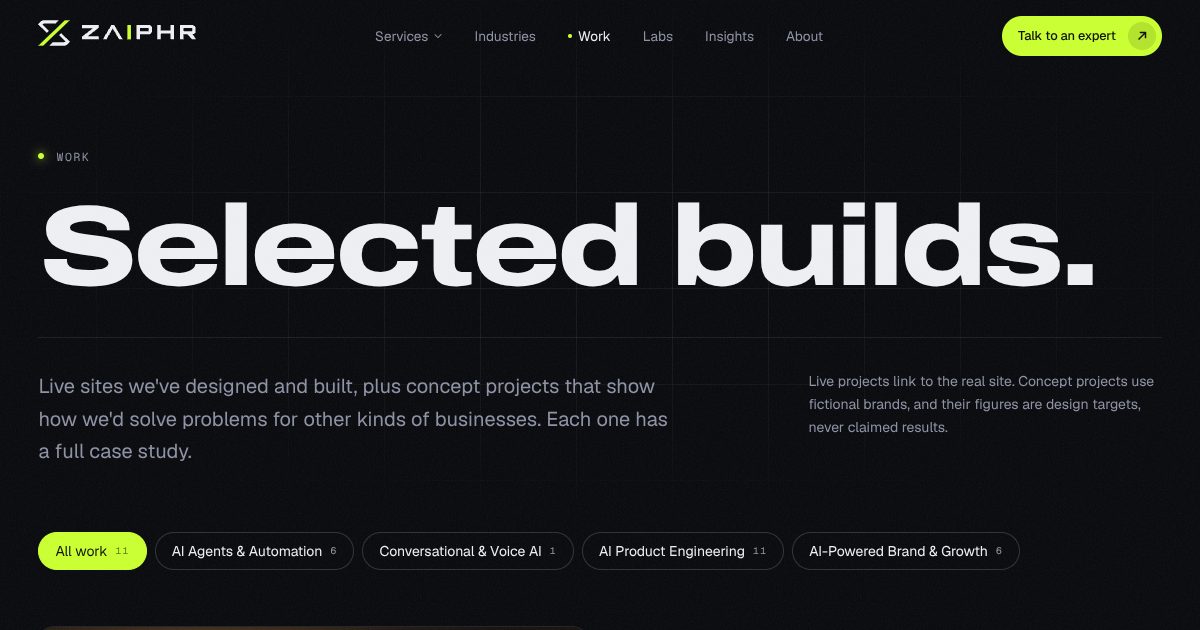 ZAIPHR
Services
Industries
Work
Labs
Insights
About
Talk to an expert
WORK
Selected builds.
Live sites we've designed and built, plus concept projects that show
how we'd solve problems for other kinds of businesses. Each one has
a full case study.
Live projects link to the real site. Concept projects use
fictional brands, and their figures are design targets,
never claimed results.
All work 11
AI Agents & Automation 6
Conversational & Voice AI 1
AI Product Engineering 11
AI-Powered Brand & Growth 6